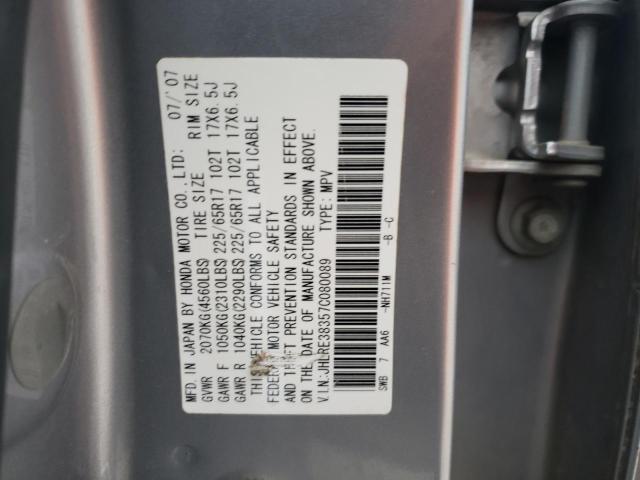 MFD. IN JAPAN BY HONDA MOTOR CO., LTD: 07/'07
GVWR 2070KG(4560LBS) TIRE SIZE RIM SIZE
GAWR F 1050KG(2310LBS) 225/65R17 102T 17X6.5J
GAWR R 1040KG(2290LBS) 225/65R17 102T 17X6.5J
THIS VEHICLE CONFORMS TO ALL APPLICABLE
FEDERAL MOTOR VEHICLE SAFETY
AND THEFT PREVENTION STANDARDS IN EFFECT
ON THE DATE OF MANUFACTURE SHOWN ABOVE.
V.I.N:JHLRE38357C080089 TYPE: MPV
SWB 7 AA6 -NH711M -B -C